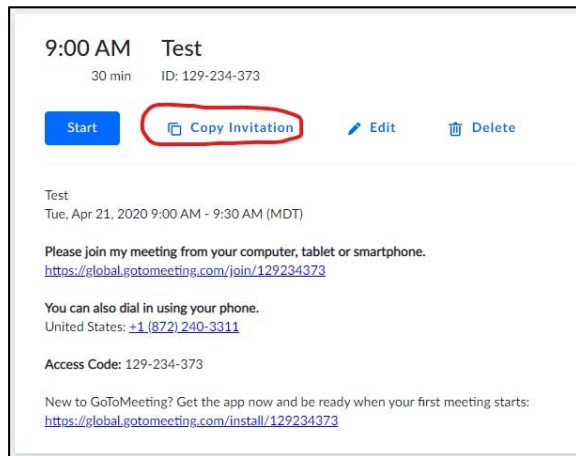 9:00 AM Test
30 min ID: 129-234-373
Start Copy Invitation Edit Delete
Test
Tue, Apr 21, 2020 9:00 AM - 9:30 AM (MDT)
Please join my meeting from your computer, tablet or smartphone.
https://global.gotomeeting.com/join/129234373
You can also dial in using your phone.
United States: +1 (872) 240-3311
Access Code: 129-234-373
New to GoToMeeting? Get the app now and be ready when your first meeting starts:
https://global.gotomeeting.com/install/129234373